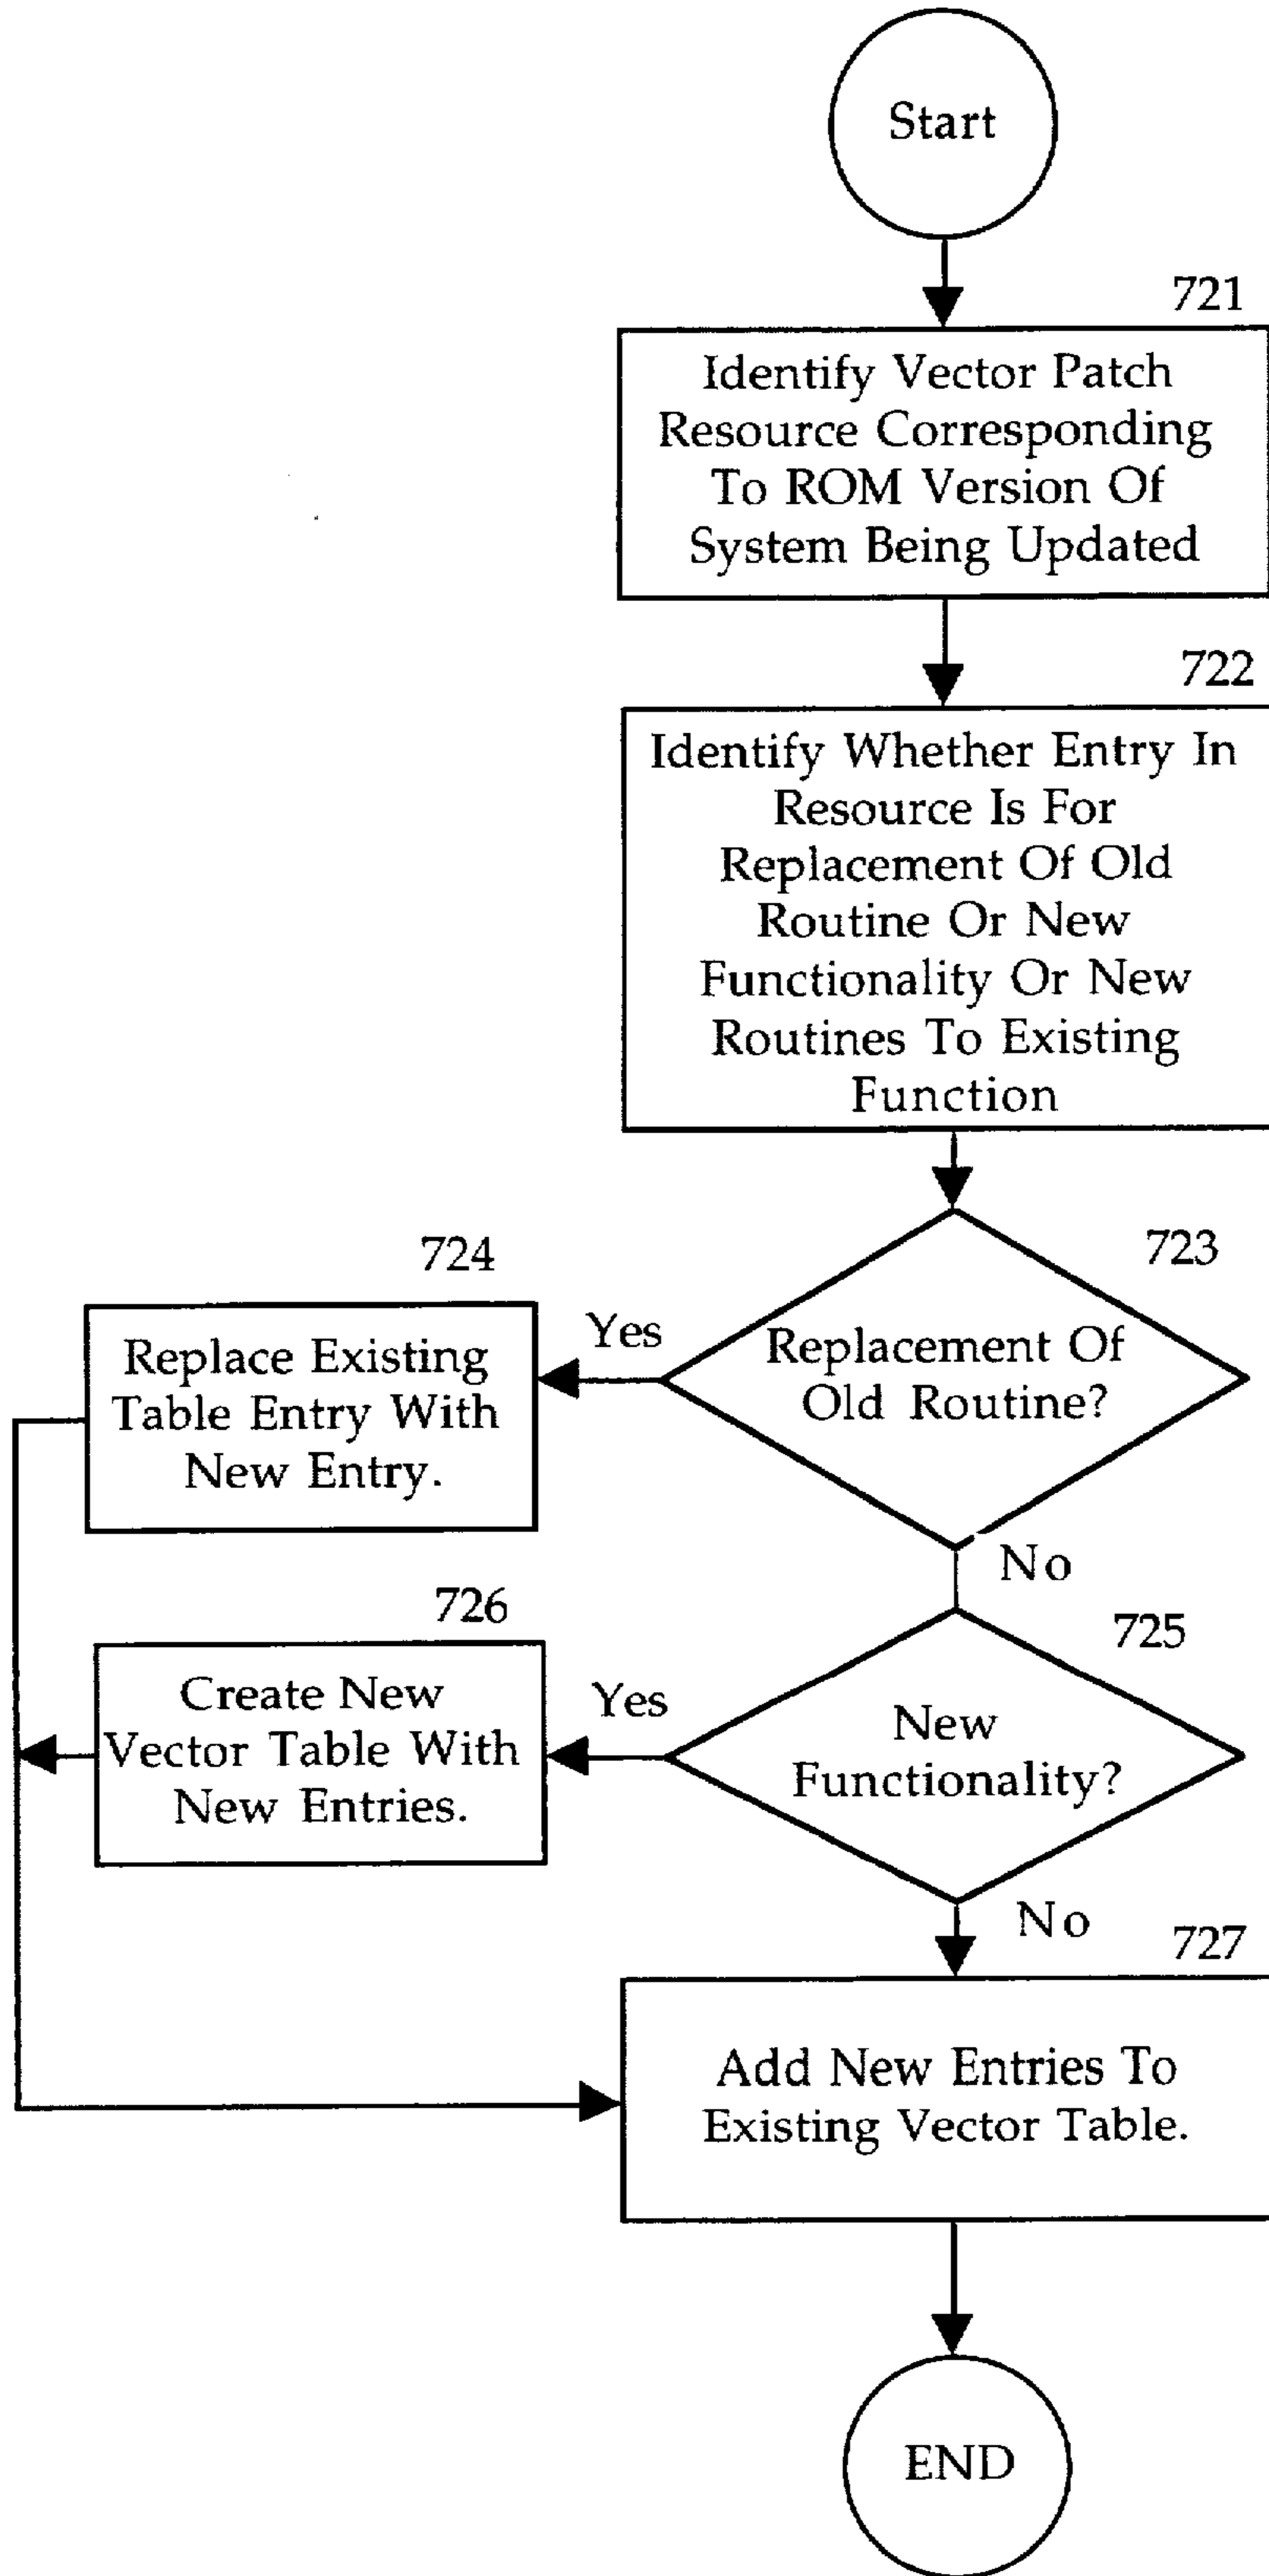 Start
721
Identify Vector Patch
Resource Corresponding
To ROM Version Of
System Being Updated
722
Identify Whether Entry In
Resource Is For
Replacement Of Old
Routine Or New
Functionality Or New
Routines To Existing
Function
723
Replacement Of
Old Routine?
Yes
724
Replace Existing
Table Entry With
New Entry.
No
725
New
Functionality?
Yes
726
Create New
Vector Table With
New Entries.
No
727
Add New Entries To
Existing Vector Table.
END